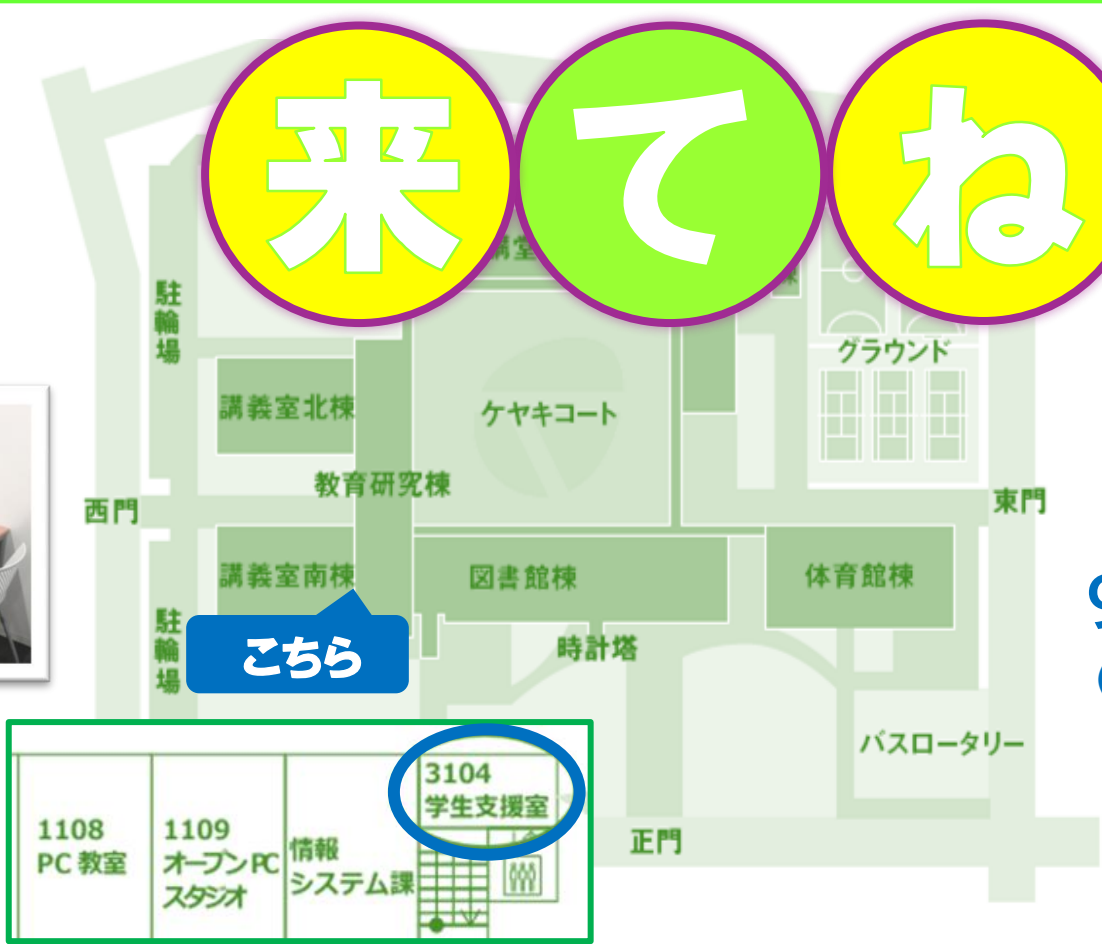 来てね
講堂
駐輪場
グラウンド
講義室北棟
ケヤキコート
教育研究棟
西門
東門
講義室南棟
図書館棟
体育館棟
駐輪場
こちら
時計塔
バスロータリー
正門
3104
学生支援室
1108
PC 教室
1109
オープン PC
スタジオ
情報
システム課